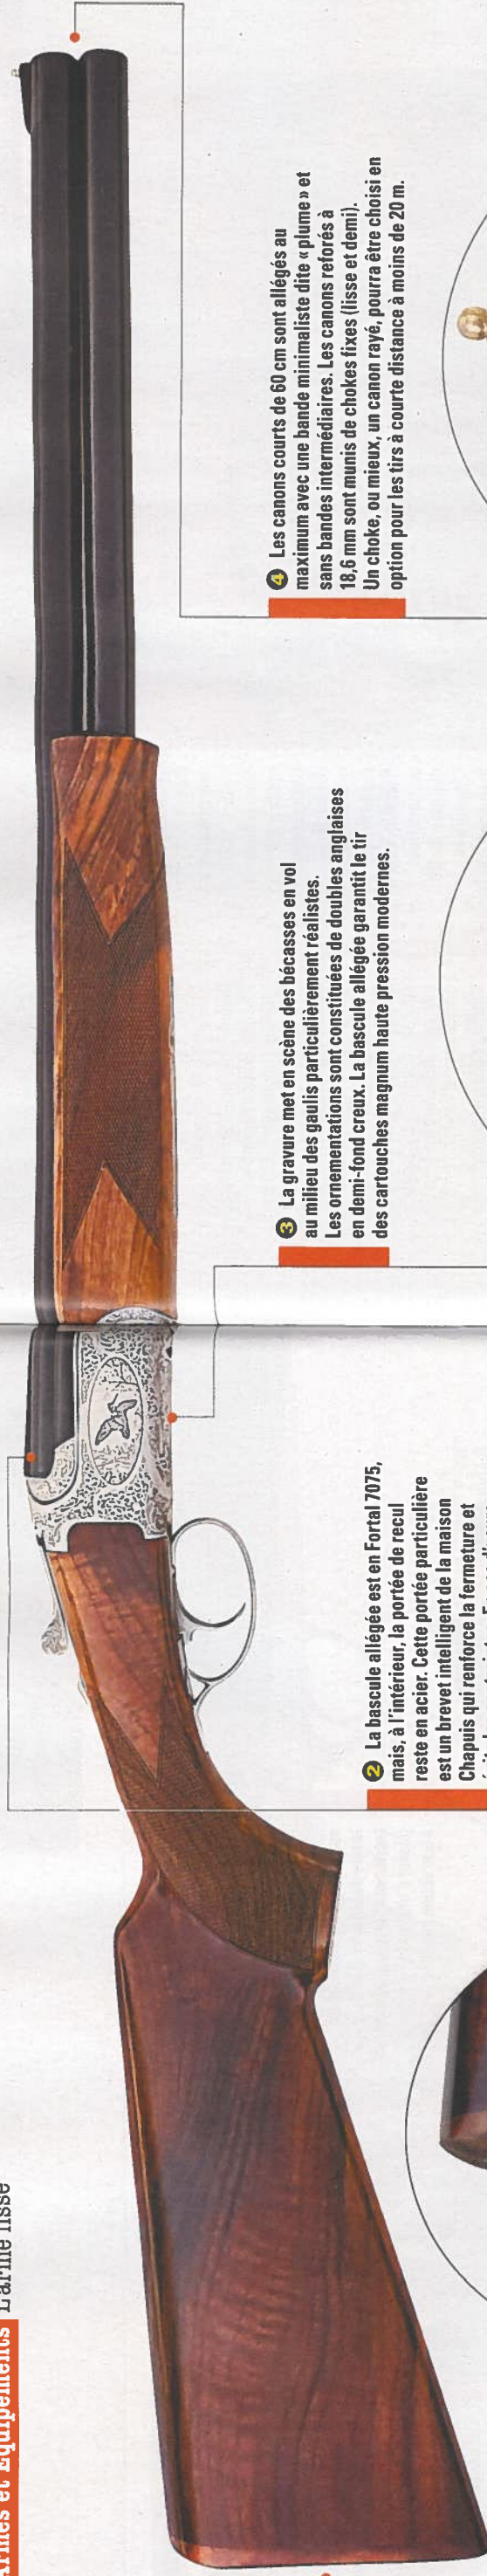 Armes et Équipements L'arme lisse
2 La bascule allégée est en Fortal 7075,
mais, à l'intérieur, la portée de recul
reste en acier. Cette portée particulière
est un brevet intelligent de la maison
Chapuis qui renforce la fermeture et
3 La gravure met en scène des bécasses en vol
au milieu des gaulis particulièrement réalistes.
Les ornementations sont constituées de doubles anglaises
en demi-fond creux. La bascule allégée garantit le tir
des cartouches magnum haute pression modernes.
4 Les canons courts de 60 cm sont allégés au
maximum avec une bande minimaliste dite « plume » et
sans bandes intermédiaires. Les canons reforés à
18,6 mm sont munis de chokes fixes (lisse et demi).
Un choke, ou mieux, un canon rayé, pourra être choisi en
option pour les tirs à courte distance à moins de 20 m.